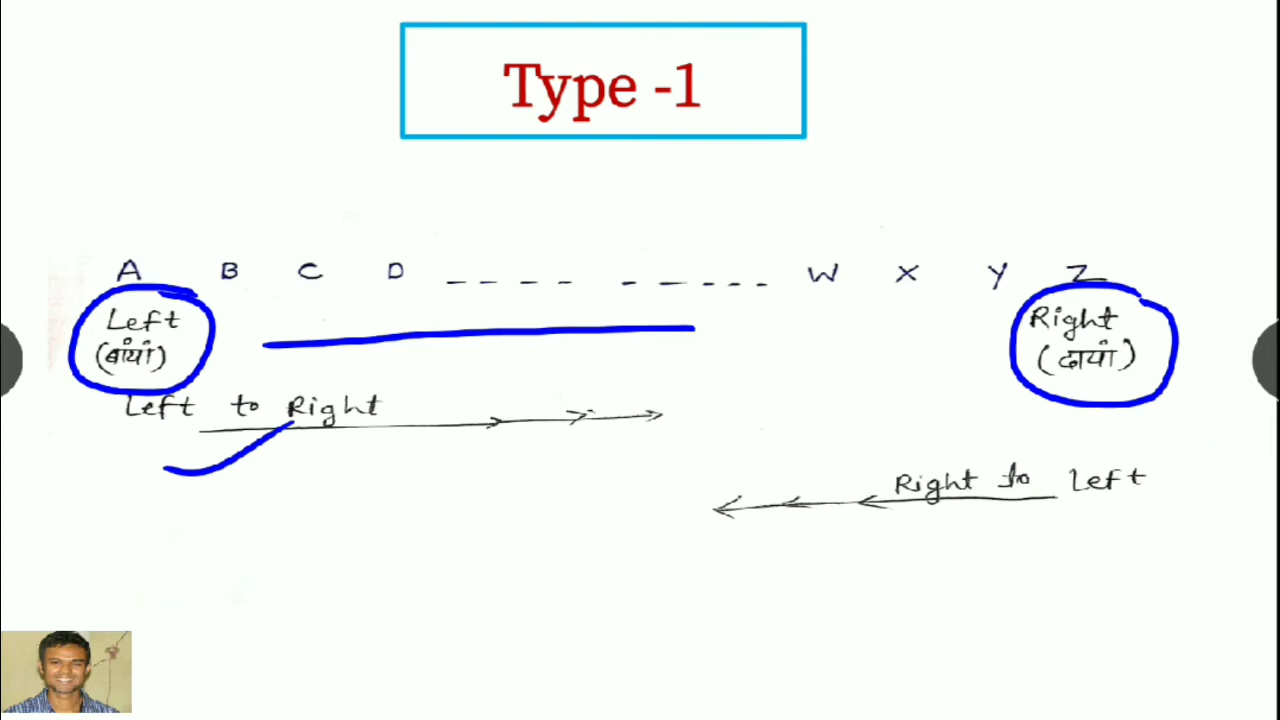 Type -1
A B C D ---- ------ W X Y Z
Left Right
(बांयां) (दायां)
Left to Right
Right to Left